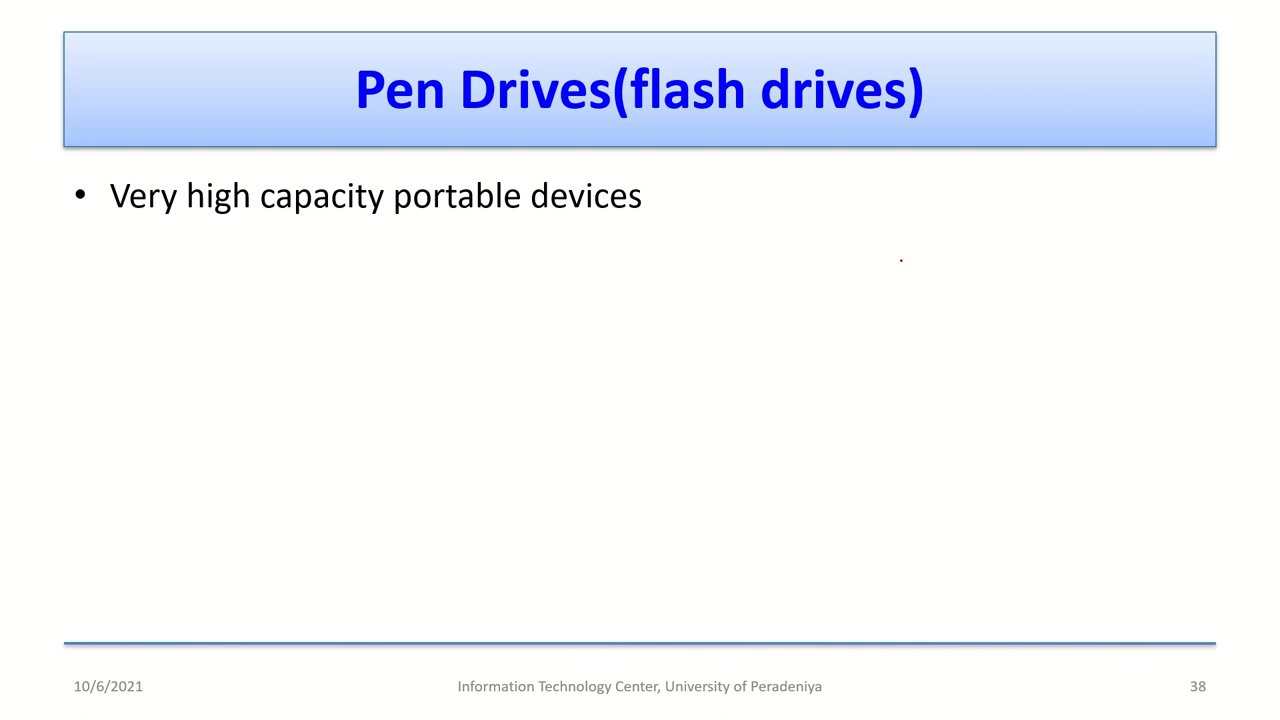 Pen Drives(flash drives)
• Very high capacity portable devices
10/6/2021
Information Technology Center, University of Peradeniya
38